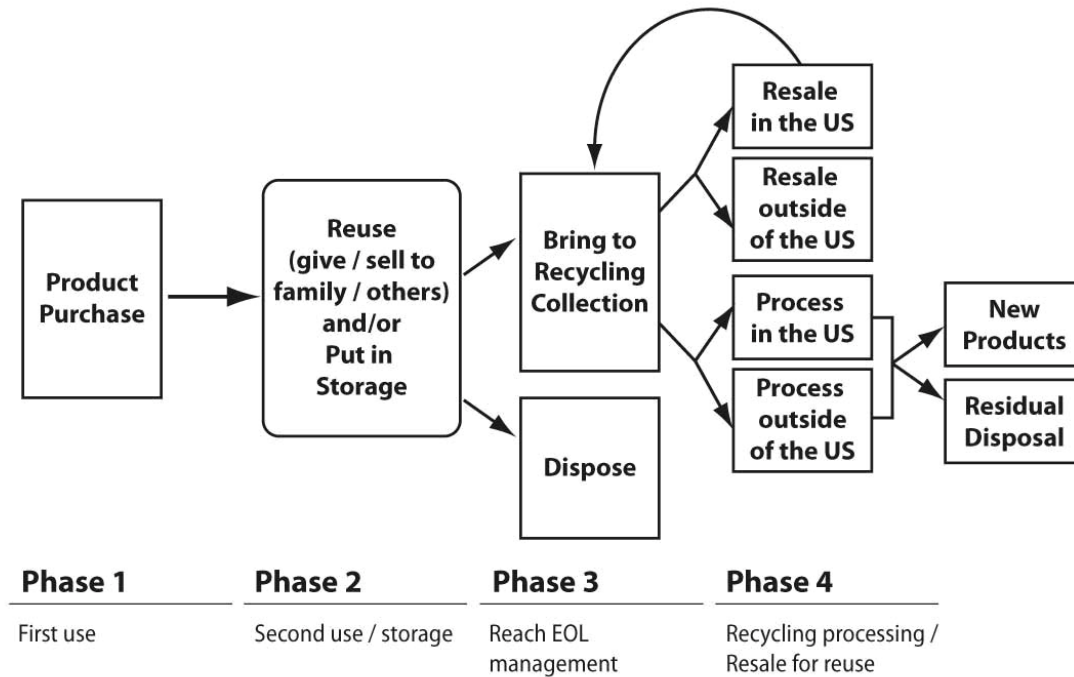 Product
Purchase
Reuse
(give / sell to
family / others)
and/or
Put in
Storage
Bring to
Recycling
Collection
Dispose
Resale
in the US
Resale
outside
of the US
Process
in the US
Process
outside
of the US
New
Products
Residual
Disposal
Phase 1
First use
Phase 2
Second use / storage
Phase 3
Reach EOL
management
Phase 4
Recycling processing /
Resale for reuse